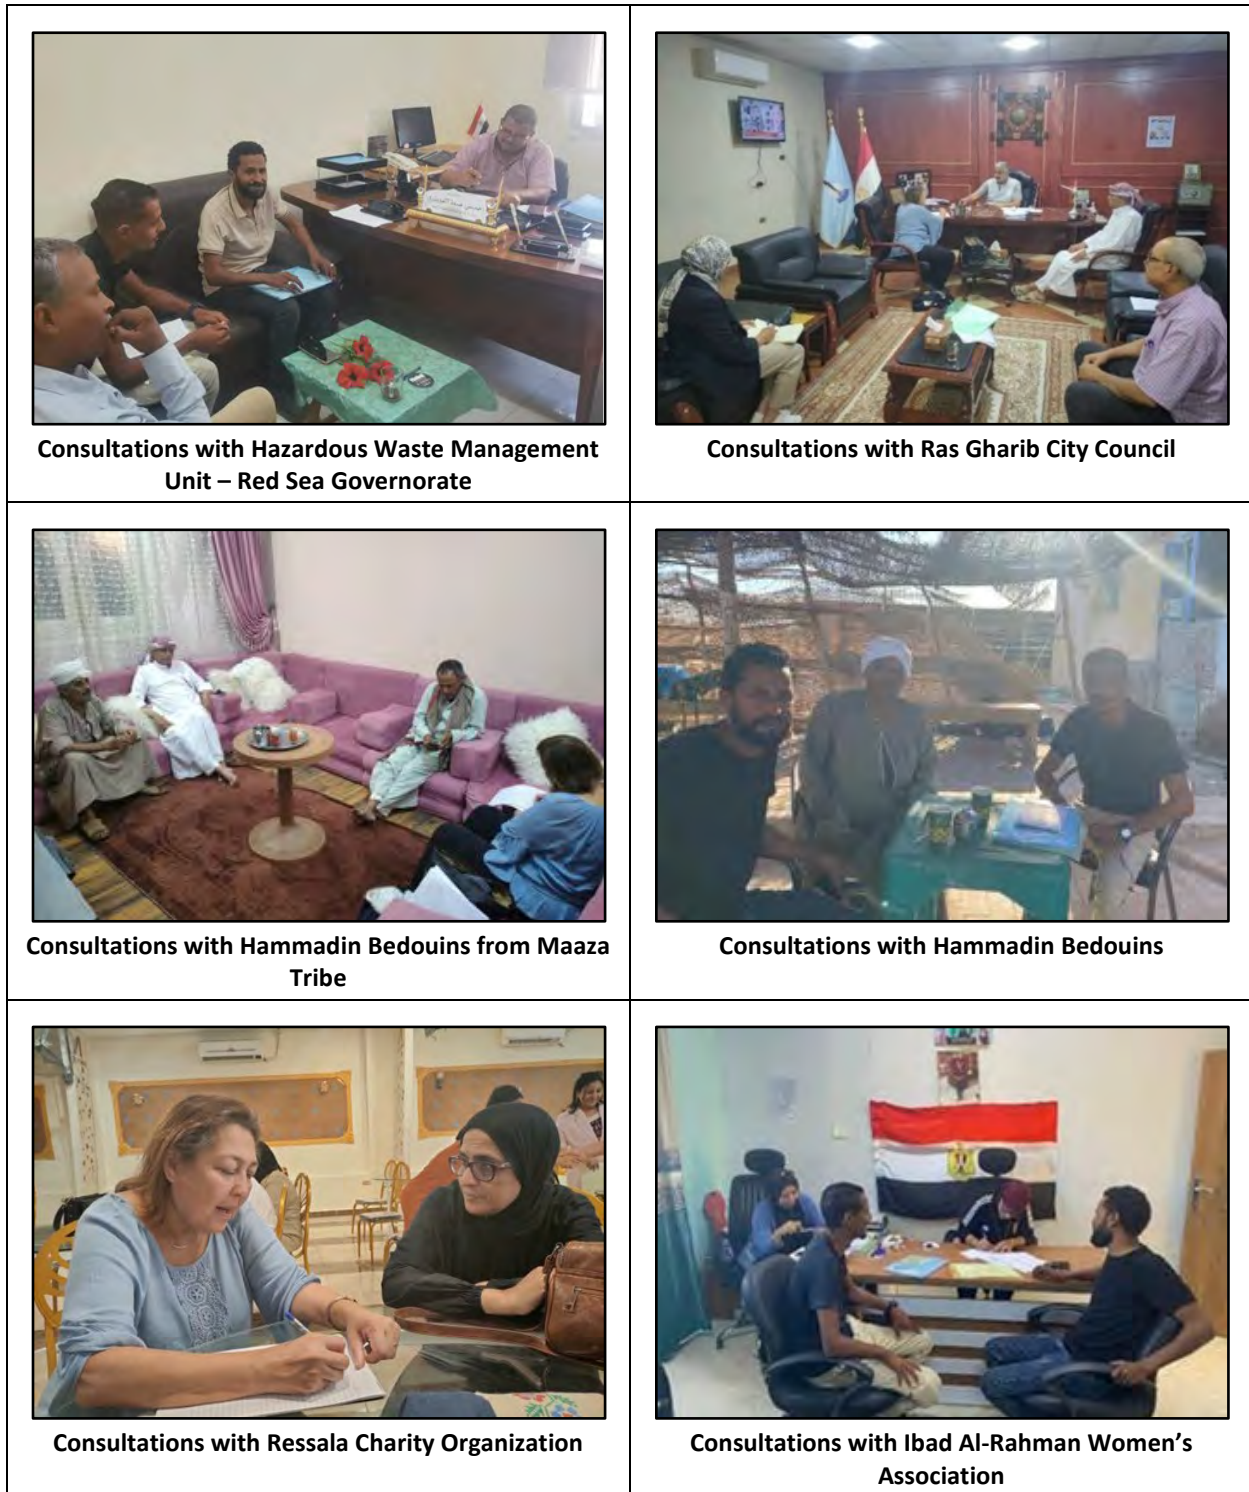 Consultations with Hazardous Waste Management
Unit – Red Sea Governorate
Consultations with Ras Gharib City Council
Consultations with Hammadin Bedouins from Maaza
Tribe
Consultations with Hammadin Bedouins
Consultations with Ressala Charity Organization
Consultations with Ibad Al-Rahman Women’s
Association